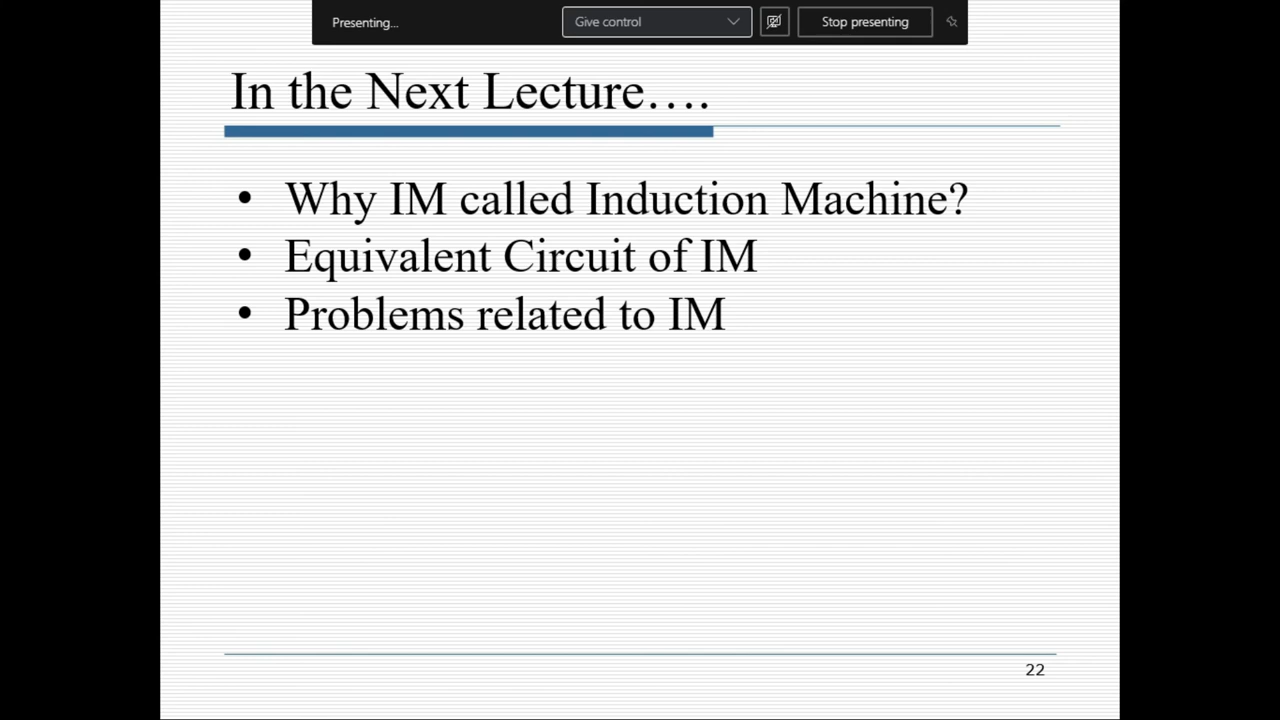 Presenting...
Give control
Stop presenting
In the Next Lecture….
• Why IM called Induction Machine?
• Equivalent Circuit of IM
• Problems related to IM
22